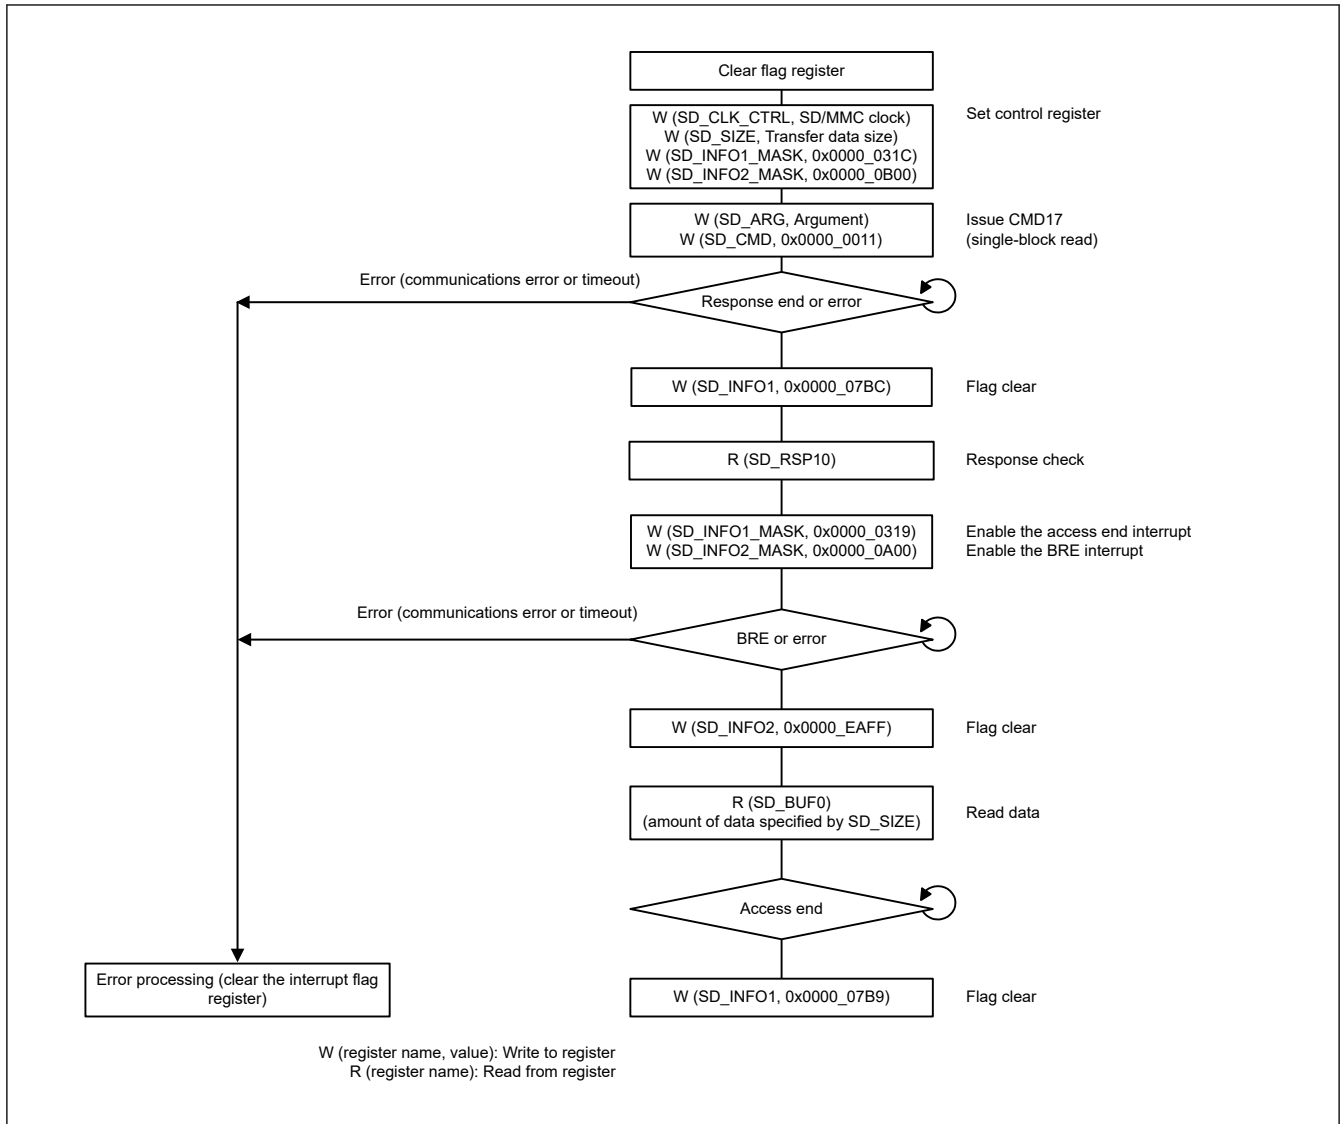 Clear flag register
W (SD_CLK_CTRL, SD/MMC clock)
W (SD_SIZE, Transfer data size)
W (SD_INFO1_MASK, 0x0000_031C)
W (SD_INFO2_MASK, 0x0000_0B00)
Set control register
W (SD_ARG, Argument)
W (SD_CMD, 0x0000_0011)
Issue CMD17
(single-block read)
Error (communications error or timeout)
Response end or error
W (SD_INFO1, 0x0000_07BC)
Flag clear
R (SD_RSP10)
Response check
W (SD_INFO1_MASK, 0x0000_0319)
W (SD_INFO2_MASK, 0x0000_0A00)
Enable the access end interrupt
Enable the BRE interrupt
Error (communications error or timeout)
BRE or error
W (SD_INFO2, 0x0000_EAFF)
Flag clear
R (SD_BUF0)
(amount of data specified by SD_SIZE)
Read data
Access end
Error processing (clear the interrupt flag
register)
W (SD_INFO1, 0x0000_07B9)
Flag clear
W (register name, value): Write to register
R (register name): Read from register